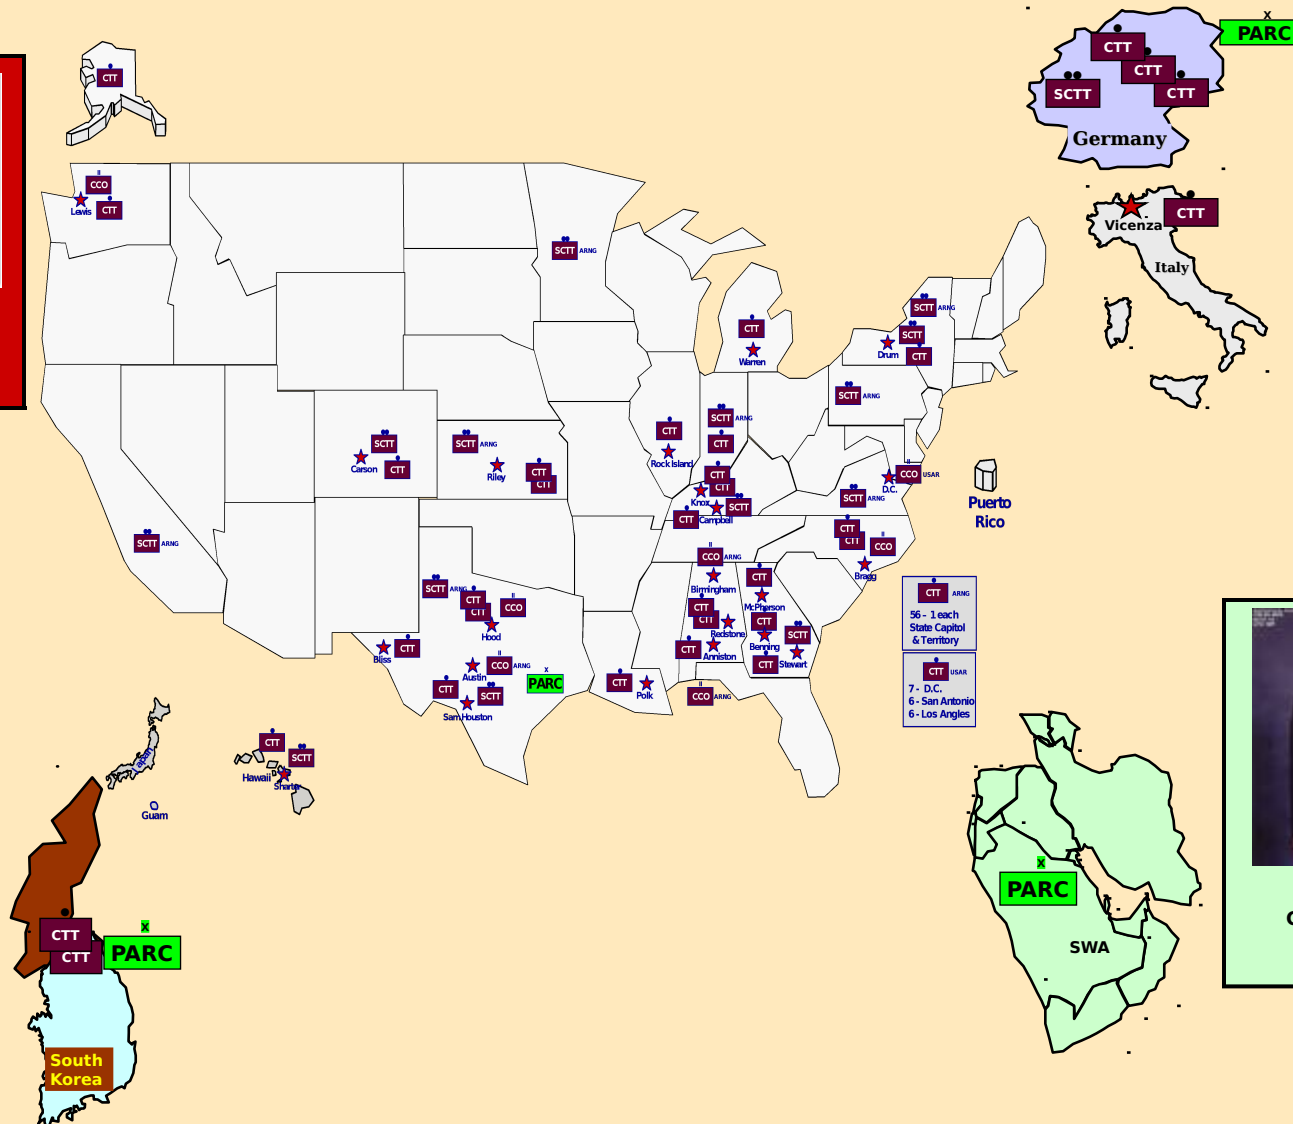 X
PARC
CTT
CTT
SCTT
CTT
Germany
CTT
CCO
Lewis
CTT
SCTT ARNG
Vicenza
CTT
Italy
CTT
Warren
SCTT ARNG
SCTT
Drum
CTT
SCTT ARNG
SCTT
Carson
CTT
SCTT ARNG
Riley
CTT
CTT
CTT
Rock island
SCTT ARNG
CTT
CTT
CTT
Knox
SCTT
CTT
Campbell
D.C.
CCO USAR
SCTT ARNG
Puerto
Rico
SCTT ARNG
CTT
CTT
CCO
Bragg
CCO ARNG
Birmingham
CTT
McPherson
SCTT ARNG
CTT
CTT
CCO
Hood
CTT
CTT
Redstone
CTT
Benning
SCTT
Stewart
CTT
Anniston
CTT
Bliss
CTT
Austin
CCO ARNG
CTT
SCTT
Sam Houston
X
PARC
CTT
Polk
CCO ARNG
CTT ARNG
56 - 1 each
State Capitol
& Territory
CTT USAR
7 - D.C.
6 - San Antonio
6 - Los Angles
Japan
Guam
CTT
SCTT
Hawaii
Shafter
X
PARC
SWA
CTT
CTT
X
PARC
South
Korea